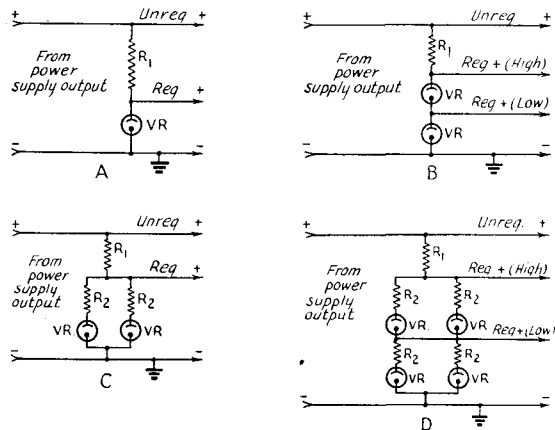 + Unreg +
From
power
supply output
R1
Reg +
VR
- -
A
+ Unreg +
From
power
supply output
R1
Reg + (High)
VR
Reg + (Low)
VR
- -
B
+ Unreg +
R1
From
power
supply
output
Reg +
R2 R2
VR. VR
- -
C
+ Unreg. +
R1
From
power
supply
output
Reg + (High)
R2 R2
VR. VR
Reg + (Low)
R2 R2
VR VR
- -
D